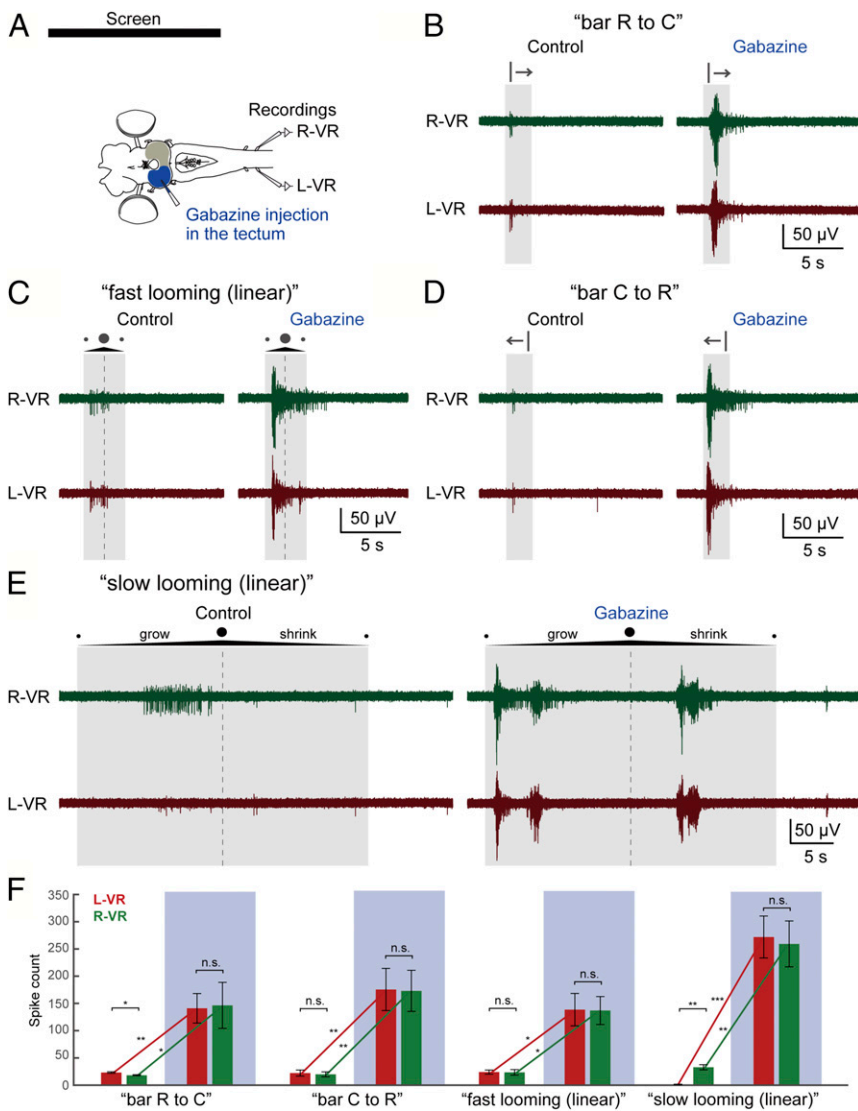 A
Screen
Recordings
R-VR
L-VR
Gabazine injection
in the tectum
B
"bar R to C"
Control
Gabazine
R-VR
L-VR
50 µV
5 s
C
"fast looming (linear)"
Control
Gabazine
R-VR
L-VR
50 µV
5 s
D
"bar C to R"
Control
Gabazine
R-VR
L-VR
50 µV
5 s
E
"slow looming (linear)"
Control
Gabazine
grow
shrink
grow
shrink
R-VR
L-VR
50 µV
5 s
F
L-VR
R-VR
Spike count
350
300
250
200
150
100
50
0
* ** * n.s.
n.s. ** ** n.s.
n.s. * * n.s.
** *** ** n.s.
"bar R to C"
"bar C to R"
"fast looming (linear)"
"slow looming (linear)"